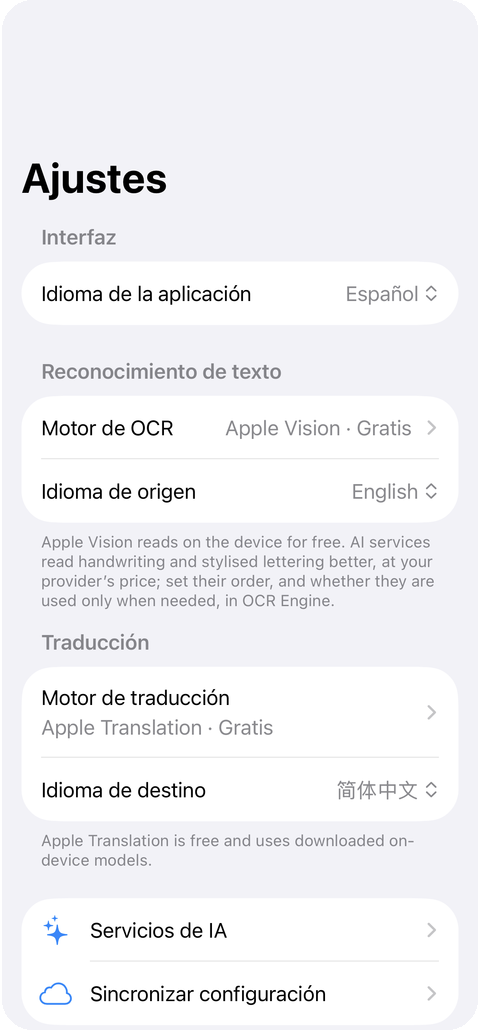 Ajustes
Interfaz
Idioma de la aplicación Español
Reconocimiento de texto
Motor de OCR Apple Vision · Gratis
Idioma de origen English
Apple Vision reads on the device for free. AI services
read handwriting and stylised lettering better, at your
provider’s price; set their order, and whether they are
used only when needed, in OCR Engine.
Traducción
Motor de traducción
Apple Translation · Gratis
Idioma de destino 简体中文
Apple Translation is free and uses downloaded on-
device models.
Servicios de IA
Sincronizar configuración